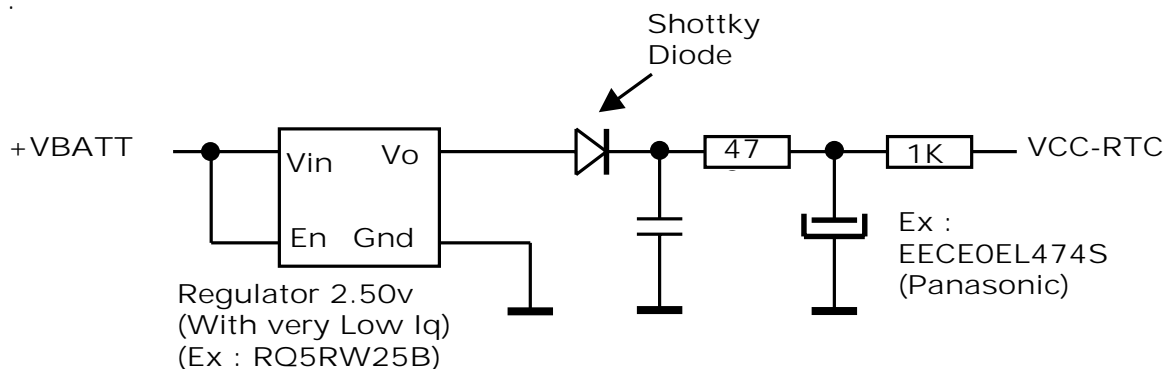 .
Shottky
Diode
+VBATT
Vin
Vo
47
1K
VCC-RTC
En
Gnd
Ex :
EECE0EL474S
(Panasonic)
Regulator 2.50v
(With very Low Iq)
(Ex : RQ5RW25B)